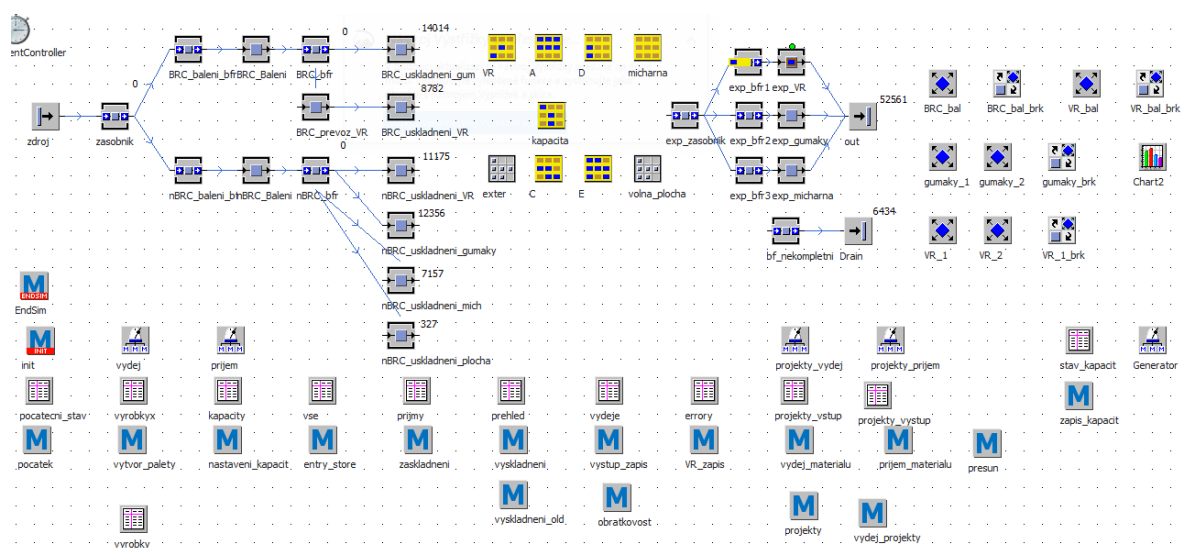 entController
zdroj
0
zasobnik
BRC_baleni_bfr
BRC_Baleni
BRC_bfr
0
14014
BRC_uskladneni_gum
VR
A
D
micharna
BRC_prevoz_VR
8782
BRC_uskladneni_VR
kapacita
nBRC_baleni_bfr
nBRC_Baleni
nBRC_bfr
0
11175
nBRC_uskladneni_VR
exter
C
E
volna_plocha
12356
nBRC_uskladneni_gumaky
7157
nBRC_uskladneni_mich
327
nBRC_uskladneni_plocha
exp_zasobnik
exp_bfr1
exp_VR
exp_bfr2
exp_gumaky
exp_bfr3
exp_micharna
52561
out
6434
bf_nekompletni
Drain
BRC_bal
BRC_bal_brk
VR_bal
VR_bal_brk
gumaky_1
gumaky_2
gumaky_brk
Chart2
VR_1
VR_2
VR_1_brk
M
ENDSIM
EndSim
M
INIT
init
M M M
vydej
M M M
prijem
M M M
projekty_vydej
M M M
projekty_prijem
stav_kapacit
M M M
Generator
pocatecni_stav
vyrobkyx
kapacity
vse
prijmy
prehled
vydeje
errory
projekty_vstup
projekty_vystup
M
zapis_kapacit
M
pocatek
M
vytvor_palety
M
nastaveni_kapacit
M
entry_store
M
zaskladneni
M
vyskladneni
M
vystup_zapis
M
VR_zapis
M
vydej_materialu
M
prijem_materialu
M
presun
vyrobky
M
vyskladneni_old
M
obratkovost
M
projekty
M
vydej_projekty